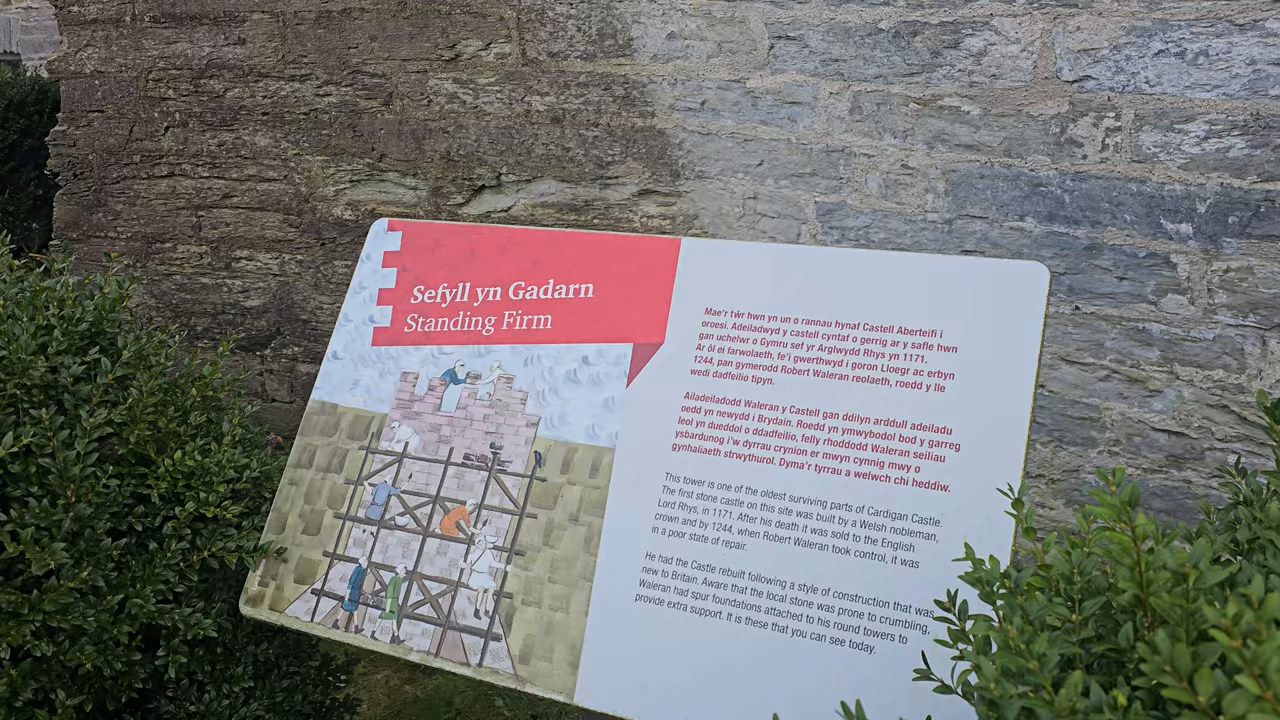 Sefyll yn Gadarn
Standing Firm
Mae'r tŵr hwn yn un o rannau hynaf Castell Aberteifi i
oroesi. Adeiladwyd y castell cyntaf o gerrig ar y safle hwn
gan uchelwr o Gymru sef yr Arglwydd Rhys yn 1171.
Ar ôl ei farwolaeth, fe'i gwerthwyd i goron Lloegr ac erbyn
1244, pan gymerodd Robert Waleran reolaeth, roedd y lle
wedi dadfeilio tipyn.
Ailadeiladodd Waleran y Castell gan ddilyn arddull adeiladu
oedd yn newydd i Brydain. Roedd yn ymwybodol bod y garreg
leol yn dueddol o ddadfeilio, felly rhoddodd Waleran seiliau
ysbardunog i'w dyrrau crynion er mwyn cynnig mwy o
gynhaliaeth strwythurol. Dyma'r tyrrau a welwch chi heddiw.
This tower is one of the oldest surviving parts of Cardigan Castle.
The first stone castle on this site was built by a Welsh nobleman,
Lord Rhys, in 1171. After his death it was sold to the English
crown and by 1244, when Robert Waleran took control, it was
in a poor state of repair.
He had the Castle rebuilt following a style of construction that was
new to Britain. Aware that the local stone was prone to crumbling,
Waleran had spur foundations attached to his round towers to
provide extra support. It is these that you can see today.